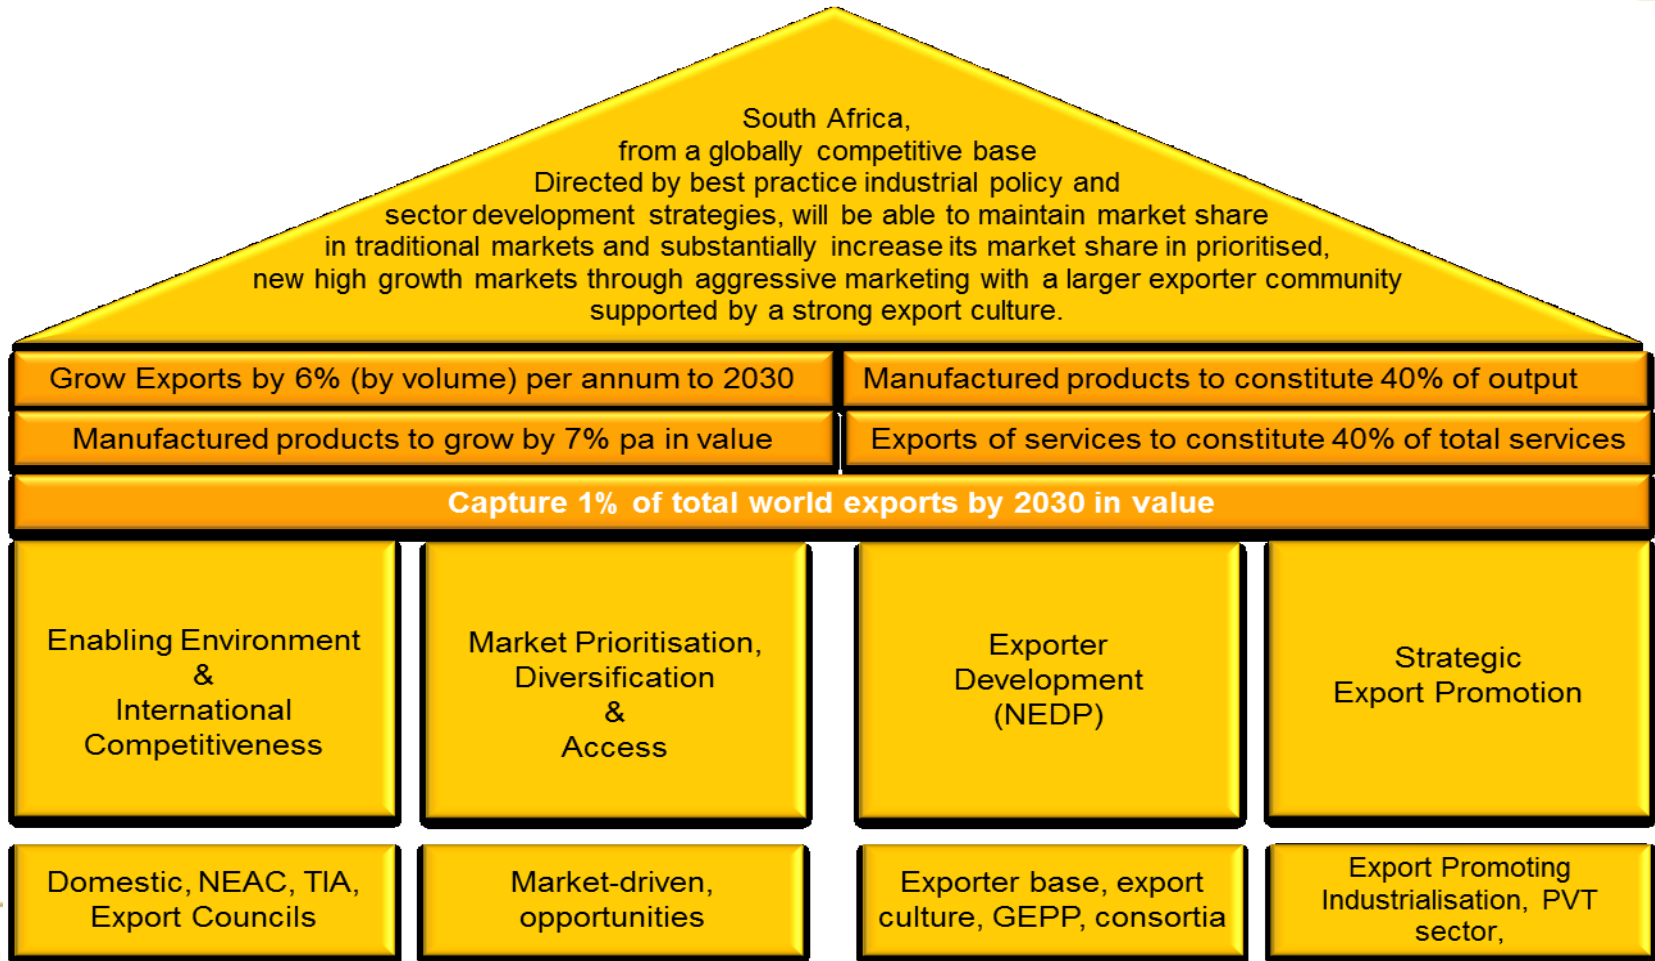 South Africa,
from a globally competitive base
Directed by best practice industrial policy and
sector development strategies, will be able to maintain market share
in traditional markets and substantially increase its market share in prioritised,
new high growth markets through aggressive marketing with a larger exporter community
supported by a strong export culture.
Grow Exports by 6% (by volume) per annum to 2030
Manufactured products to constitute 40% of output
Manufactured products to grow by 7% pa in value
Exports of services to constitute 40% of total services
Capture 1% of total world exports by 2030 in value
Enabling Environment
&
International
Competitiveness
Market Prioritisation,
Diversification
&
Access
Exporter
Development
(NEDP)
Strategic
Export Promotion
Domestic, NEAC, TIA,
Export Councils
Market-driven,
opportunities
Exporter base, export
culture, GEPP, consortia
Export Promoting
Industrialisation, PVT
sector,